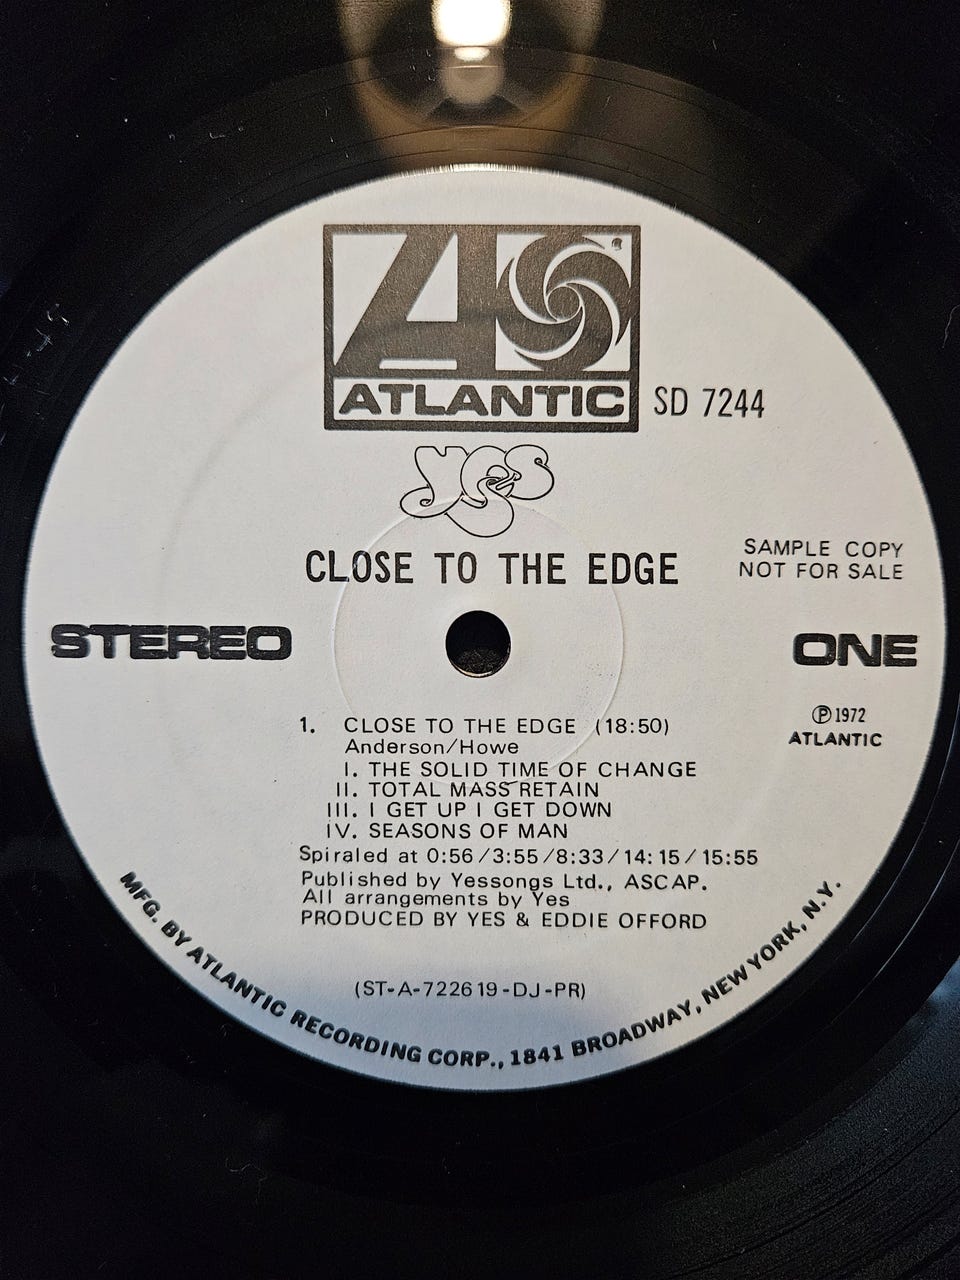 ATLANTIC
SD 7244
yes
CLOSE TO THE EDGE
SAMPLE COPY
NOT FOR SALE
STEREO
ONE
Ⓟ 1972
ATLANTIC
1. CLOSE TO THE EDGE (18:50)
Anderson/Howe
I. THE SOLID TIME OF CHANGE
II. TOTAL MASS RETAIN
III. I GET UP I GET DOWN
IV. SEASONS OF MAN
Spiraled at 0:56/3:55/8:33/14:15/15:55
Published by Yessongs Ltd., ASCAP.
All arrangements by Yes
PRODUCED BY YES & EDDIE OFFORD
(ST-A-722619-DJ-PR)
MFG. BY ATLANTIC RECORDING CORP., 1841 BROADWAY, NEW YORK, N.Y.